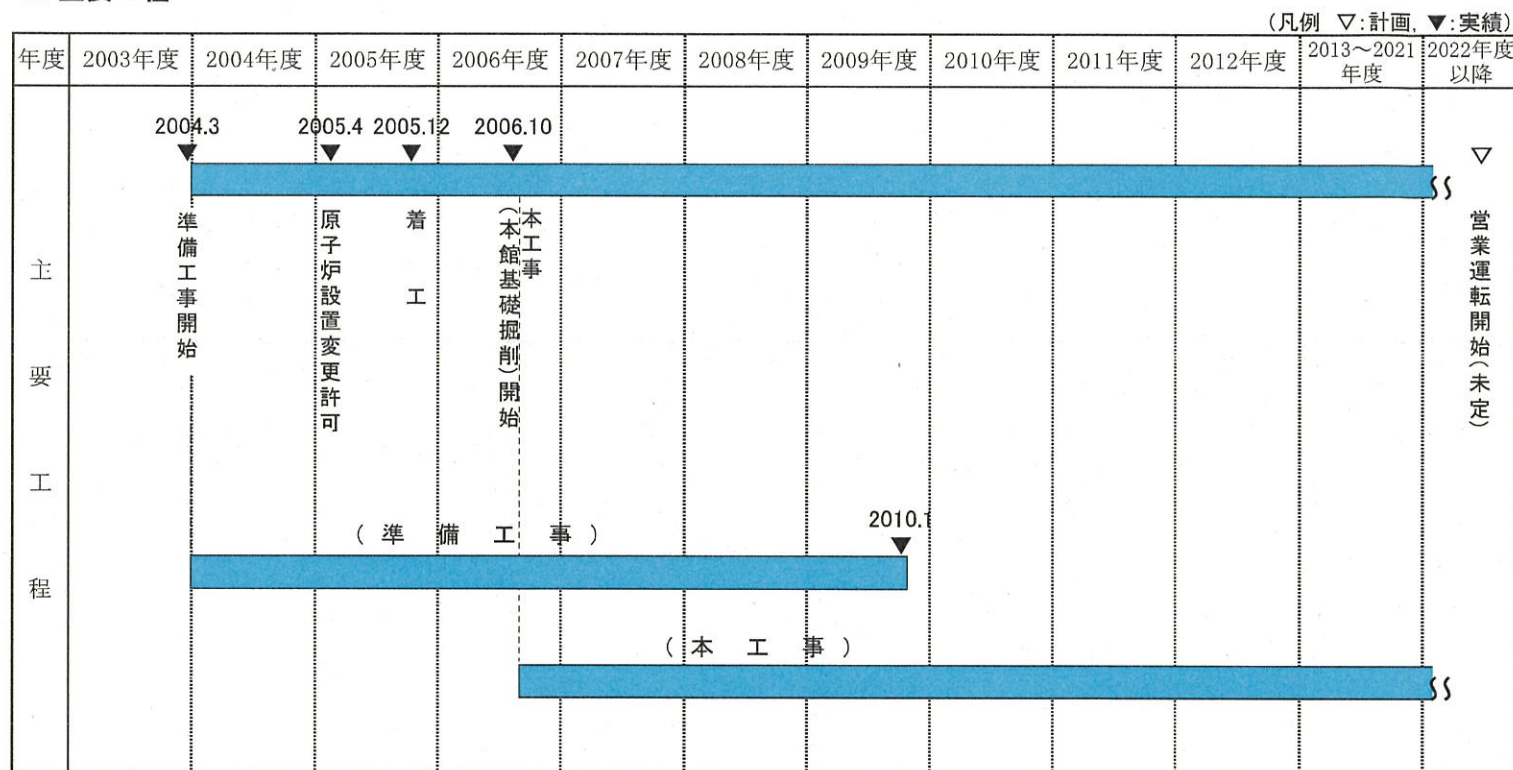 (凡例 ▽:計画, ▼:実績)
年度 2003年度 2004年度 2005年度 2006年度 2007年度 2008年度 2009年度 2010年度 2011年度 2012年度 2013～2021年度 2022年度以降
2004.3 2005.4 2005.12 2006.10
準備工事開始
原子炉設置変更許可
着工
本工事
(本館基礎掘削)開始
営業運転開始(未定)
主要工程
(準備工事)
2010.1
(本工事)